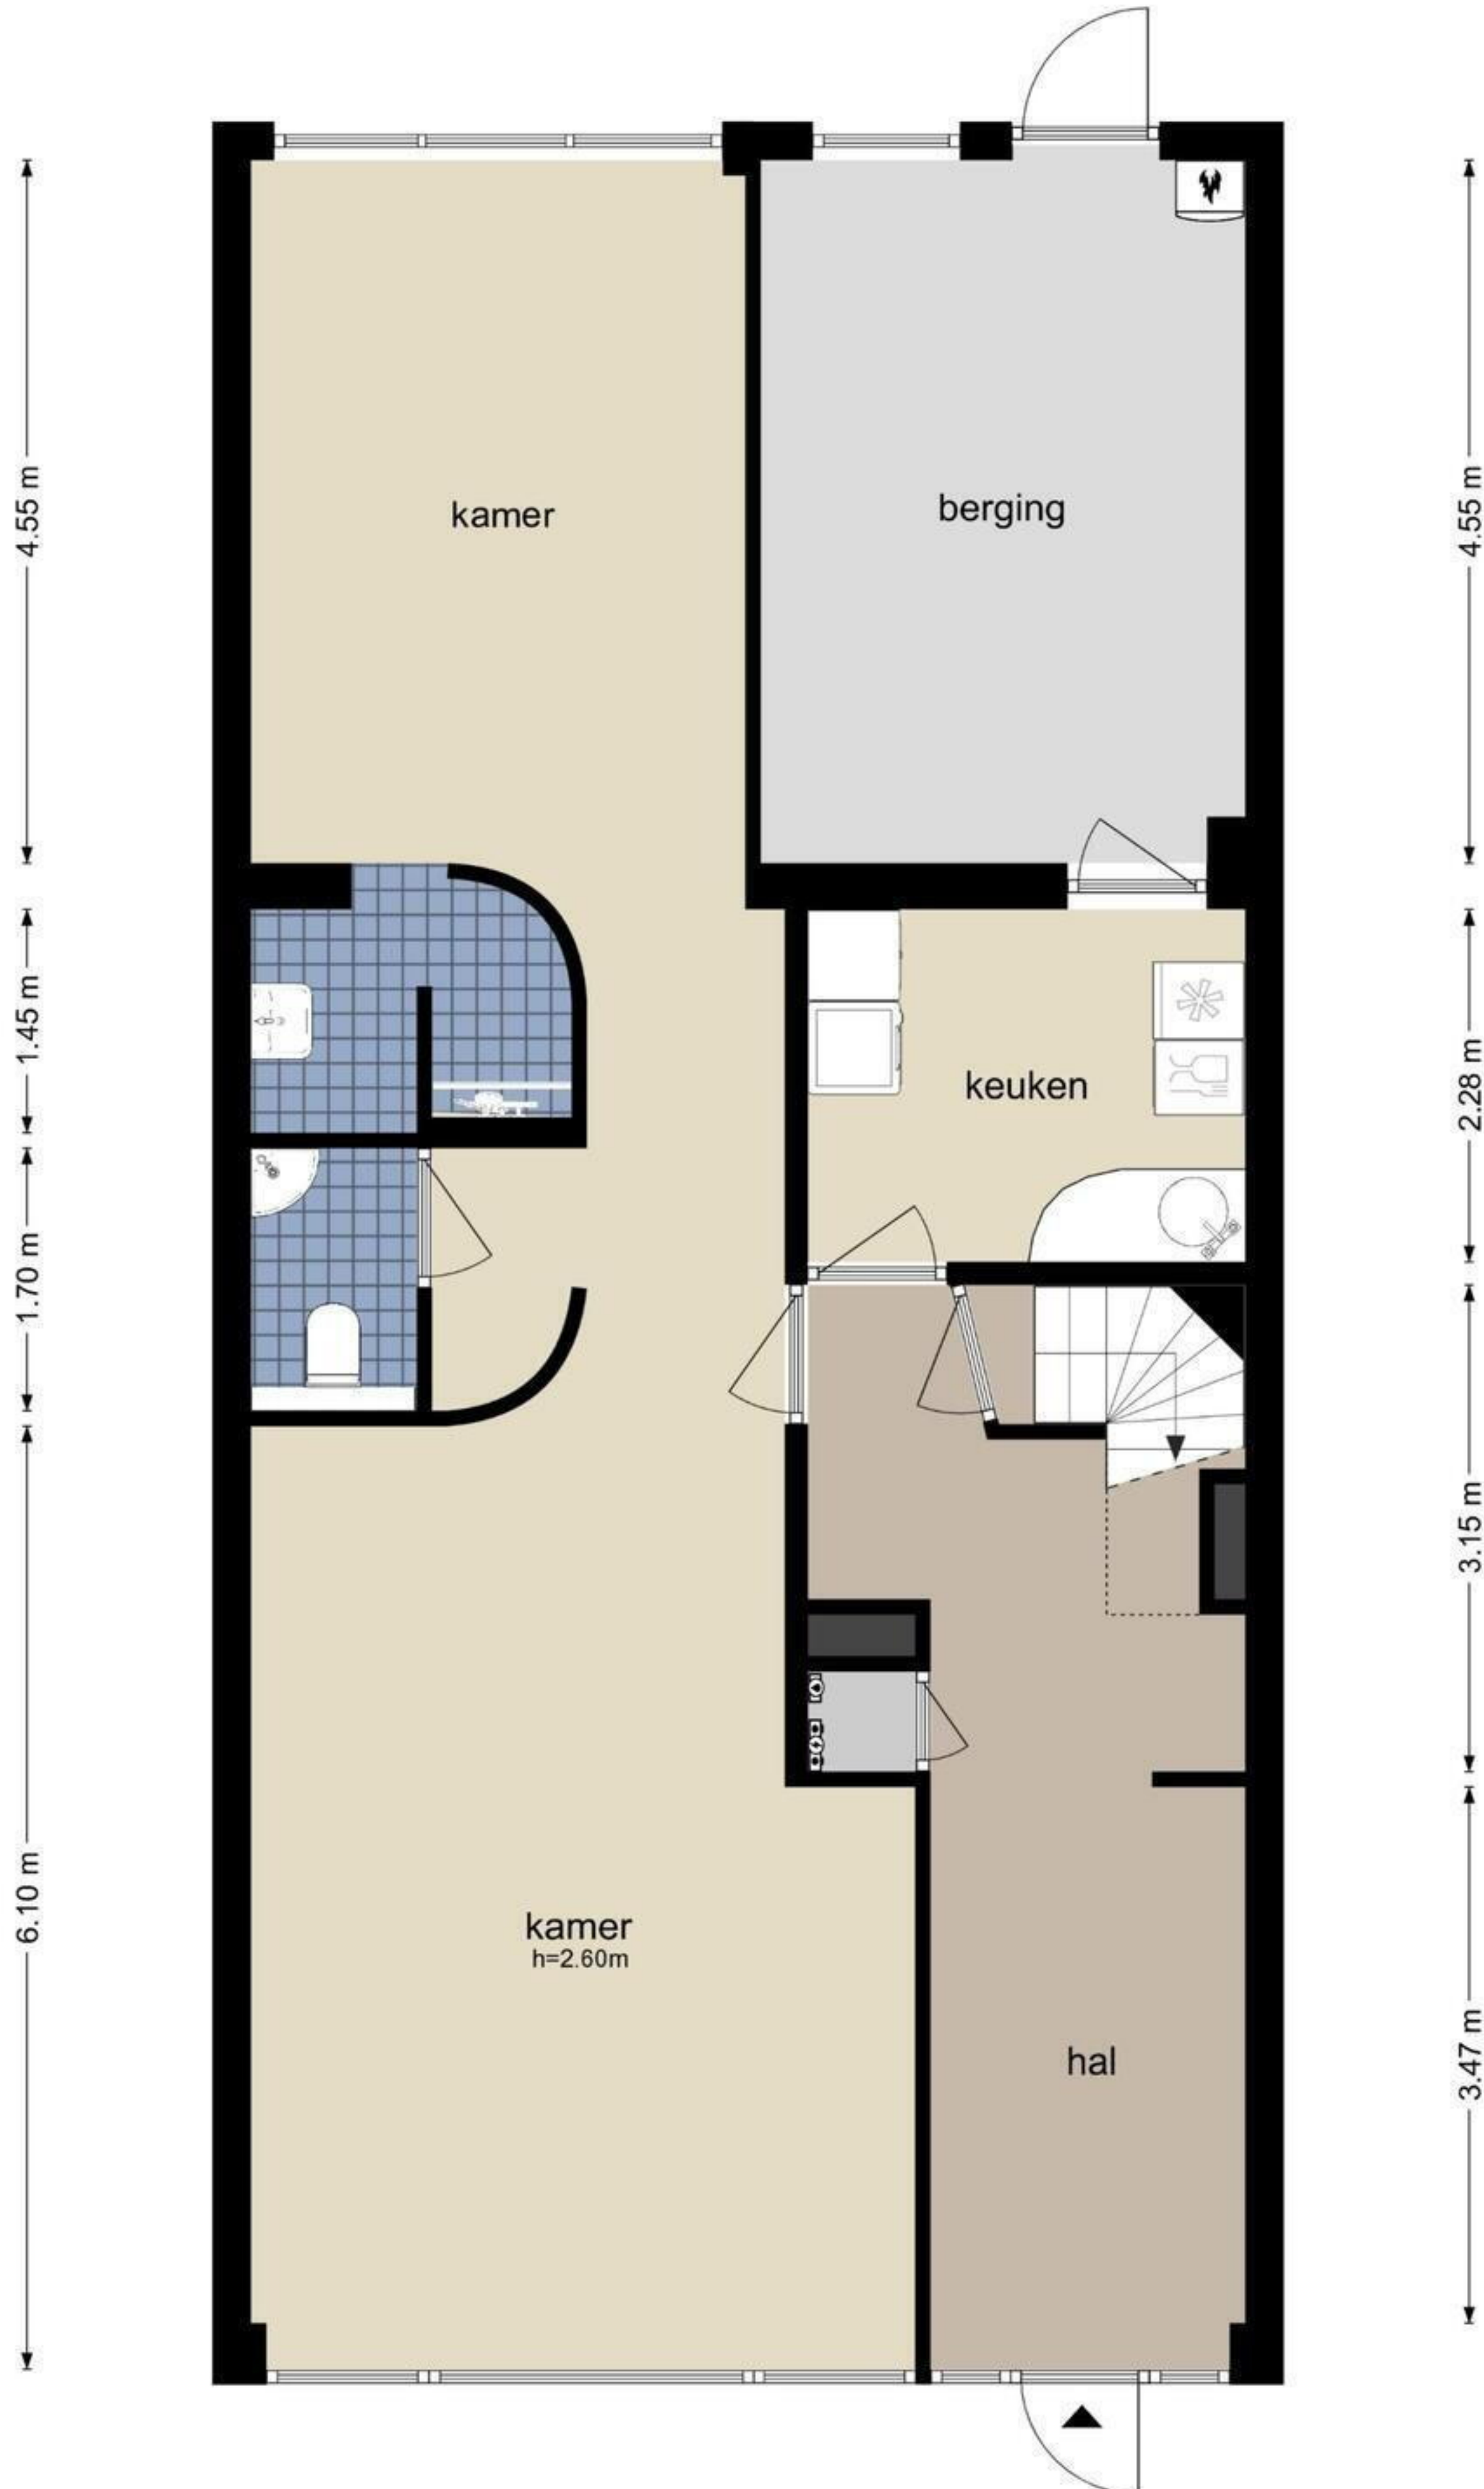 4.55 m
1.45 m
1.70 m
6.10 m
kamer
berging
keuken
kamer
h=2.60m
hal
4.55 m
2.28 m
3.15 m
3.47 m